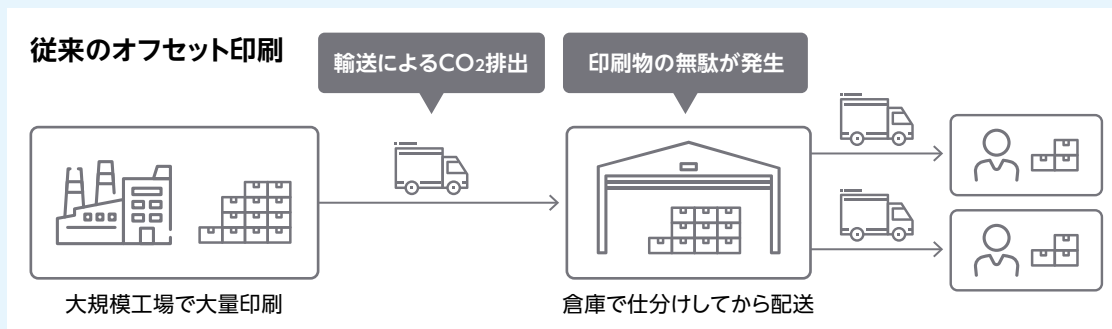 従来のオフセット印刷
輸送によるCO2排出
印刷物の無駄が発生
大規模工場で大量印刷
倉庫で仕分けしてから配送